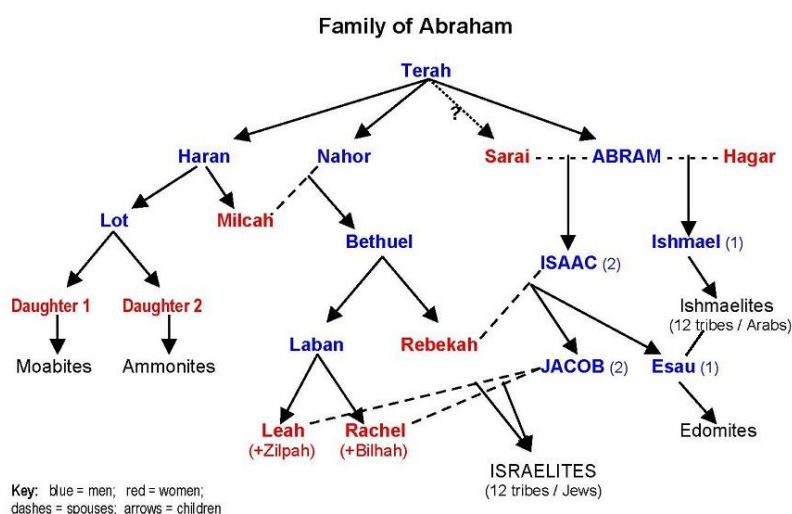 Family of Abraham
Terah
?
Haran
Nahor
Sarai
ABRAM
Hagar
Lot
Milcah
Bethuel
ISAAC (2)
Ishmael (1)
Daughter 1
Daughter 2
Ishmaelites
(12 tribes / Arabs)
Moabites
Ammonites
Laban
Rebekah
JACOB (2)
Esau (1)
Leah
(+Zilpah)
Rachel
(+Bilhah)
Edomites
ISRAELITES
(12 tribes / Jews)
Key: blue = men; red = women;
dashes = spouses; arrows = children